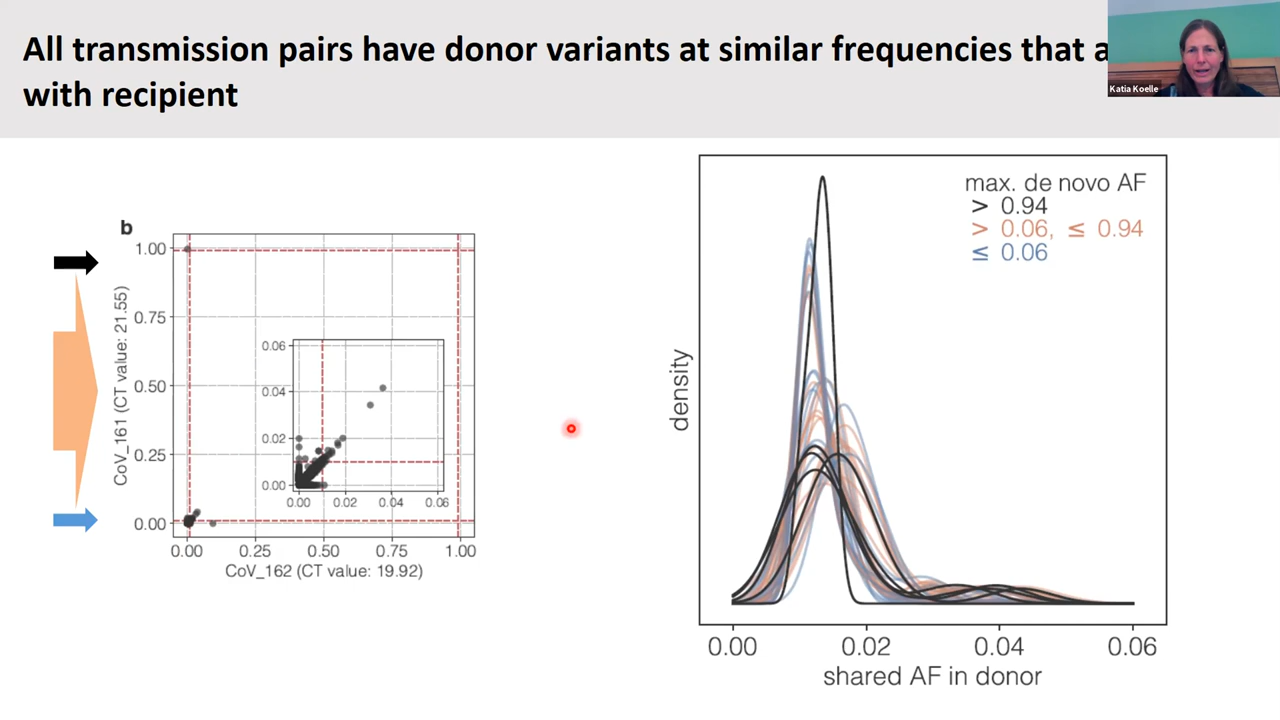 All transmission pairs have donor variants at similar frequencies that
with recipient
Katia Koelle
b
1.00
0.75
0.50
0.25
0.00
CoV_161 (CT value: 21.55)
0.06
0.04
0.02
0.00
0.00 0.02 0.04 0.06
0.00 0.25 0.50 0.75 1.00
CoV_162 (CT value: 19.92)
max. de novo AF
> 0.94
> 0.06, ≤ 0.94
≤ 0.06
density
0.00 0.02 0.04 0.06
shared AF in donor